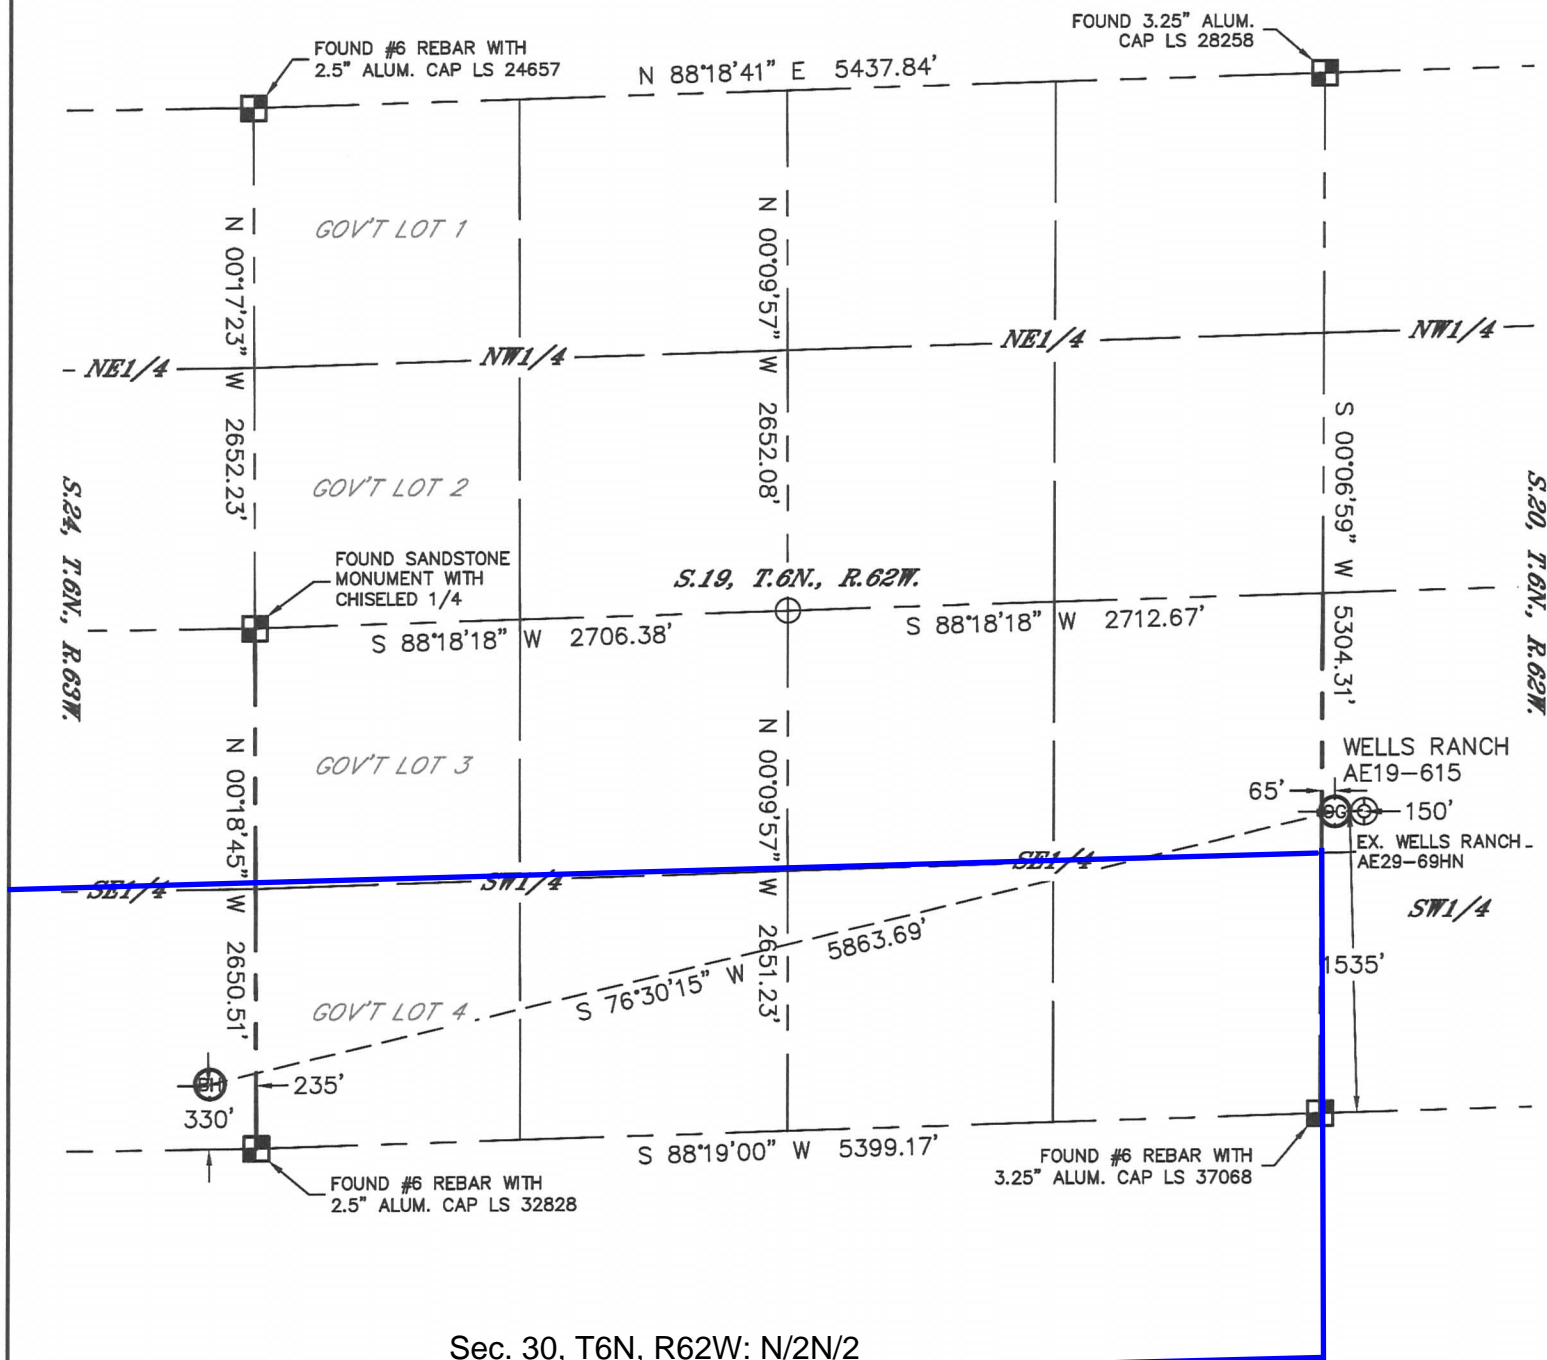 FOUND 3.25" ALUM.
CAP LS 28258
FOUND #6 REBAR WITH
2.5" ALUM. CAP LS 24657
N 88°18'41" E 5437.84'
GOV'T LOT 1
N 00°17'23" W 2652.23'
N 00°09'57" W 2652.08'
NE1/4
NW1/4
NE1/4
NW1/4
S 00°06'59" W 5304.31'
GOV'T LOT 2
S.24, T.6N., R.63W.
S.20, T.6N., R.62W.
FOUND SANDSTONE
MONUMENT WITH
CHISELED 1/4
S.19, T.6N., R.62W.
S 88°18'18" W 2706.38'
S 88°18'18" W 2712.67'
N 00°18'45" W 2650.51'
GOV'T LOT 3
N 00°09'57" W 2651.23'
WELLS RANCH
AE19-615
65'
OG
150'
EX. WELLS RANCH
AE29-69HN
SE1/4
SW1/4
SE1/4
SW1/4
5863.69'
S 76°30'15" W
1535'
GOV'T LOT 4
BH
235'
330'
S 88°19'00" W 5399.17'
FOUND #6 REBAR WITH
3.25" ALUM. CAP LS 37068
FOUND #6 REBAR WITH
2.5" ALUM. CAP LS 32828
Sec. 30, T6N, R62W: N/2N/2